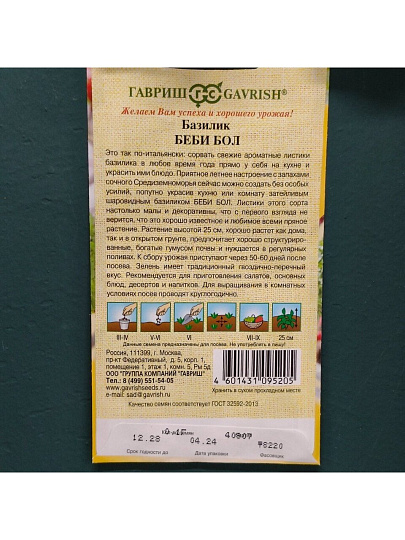 ГАВРИШ GAVRISH®
Желаем Вам успеха и хорошего урожая!
Базилик
БЕБИ БОЛ
Это так по-итальянски: сорвать свежие ароматные листики
базилика в любое время года прямо у себя на кухне и
украсить ими блюдо. Приятное летнее настроение с запахами
сочного Средиземноморья сейчас можно создать без особых
усилий, попутно украсив кухню или комнату затейливым
шаровидным базиликом БЕБИ БОЛ. Листики этого сорта
настолько малы и декоративны, что с первого взгляда не
верится, что это хорошо известное и любимое всеми пряное
растение. Растение высотой 25 см, хорошо растет как дома,
так и в открытом грунте, предпочитает хорошо структуриро-
ванные, богатые гумусом почвы и нуждается в регулярных
поливах. К сбору урожая приступают через 50-60 дней после
посева. Зелень имеет традиционный гвоздично-перечный
вкус. Рекомендуется для приготовления салатов, основных
блюд, десертов и напитков. Для выращивания в комнатных
условиях посев проводят круглогодично.
III-IV V-VI VI VII-IX 25 см
Данные семена предназначены для посева. Не употреблять в пищу!
Россия, 111399, г. Москва,
пр-кт Федеративный, д. 5, корп. 1,
помещение 1, этаж 1, комн. 5, РМ 5д
ООО "ГРУППА КОМПАНИЙ "ГАВРИШ"
Тел.: 8 (499) 551-54-05
www.gavrishseeds.ru
e-mail: sad@gavrish.ru
4 601431 095205
Хранить в сухом прохладном месте
Качество семян соответствует ГОСТ 32592-2013
12.28 04.24 40907 Ф8220
Срок годности до Дата упаковки Фасовщик